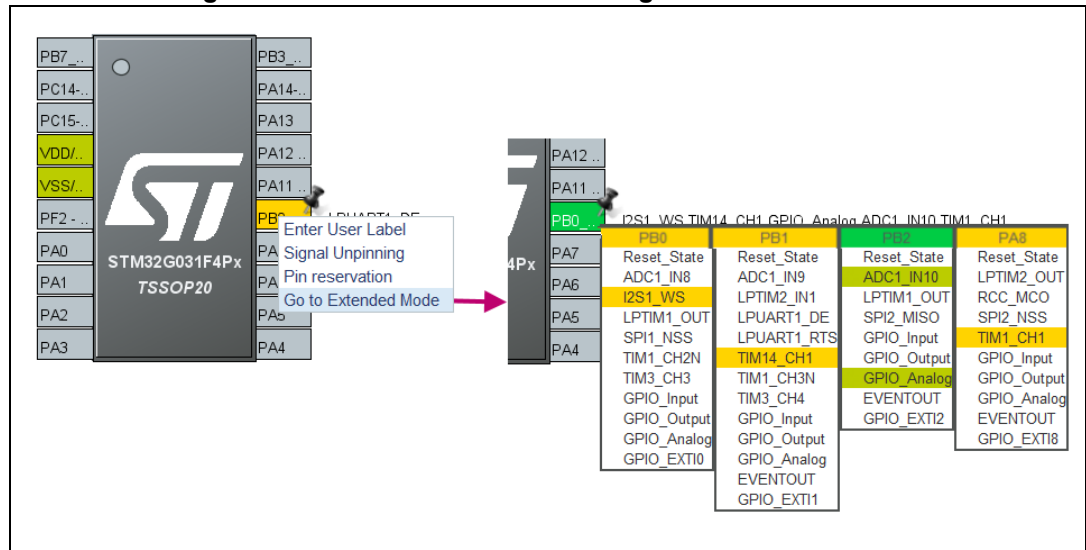 PB7_..
PC14-..
PC15-..
VDD/..
VSS/..
PF2 - ..
PA0
PA1
PA2
PA3
STM32G031F4Px
TSSOP20
PB3_..
PA14-..
PA13
PA12 ..
PA11 ..
Enter User Label
Signal Unpinning
Pin reservation
Go to Extended Mode
PA5
PA4
4Px
PA12 ..
PA11 ..
PB0_..
PA7
PA6
PA5
PA4
I2S1_WS,TIM14_CH1,GPIO_Analog,ADC1_IN10,TIM1_CH1
PB0
Reset_State
ADC1_IN8
I2S1_WS
LPTIM1_OUT
SPI1_NSS
TIM1_CH2N
TIM3_CH3
GPIO_Input
GPIO_Output
GPIO_Analog
GPIO_EXTI0
PB1
Reset_State
ADC1_IN9
LPTIM2_IN1
LPUART1_DE
LPUART1_RTS
TIM14_CH1
TIM1_CH3N
TIM3_CH4
GPIO_Input
GPIO_Output
GPIO_Analog
EVENTOUT
GPIO_EXTI1
PB2
Reset_State
ADC1_IN10
LPTIM1_OUT
SPI2_MISO
GPIO_Input
GPIO_Output
GPIO_Analog
EVENTOUT
GPIO_EXTI2
PA8
Reset_State
LPTIM2_OUT
RCC_MCO
SPI2_NSS
TIM1_CH1
GPIO_Input
GPIO_Output
GPIO_Analog
EVENTOUT
GPIO_EXTI8